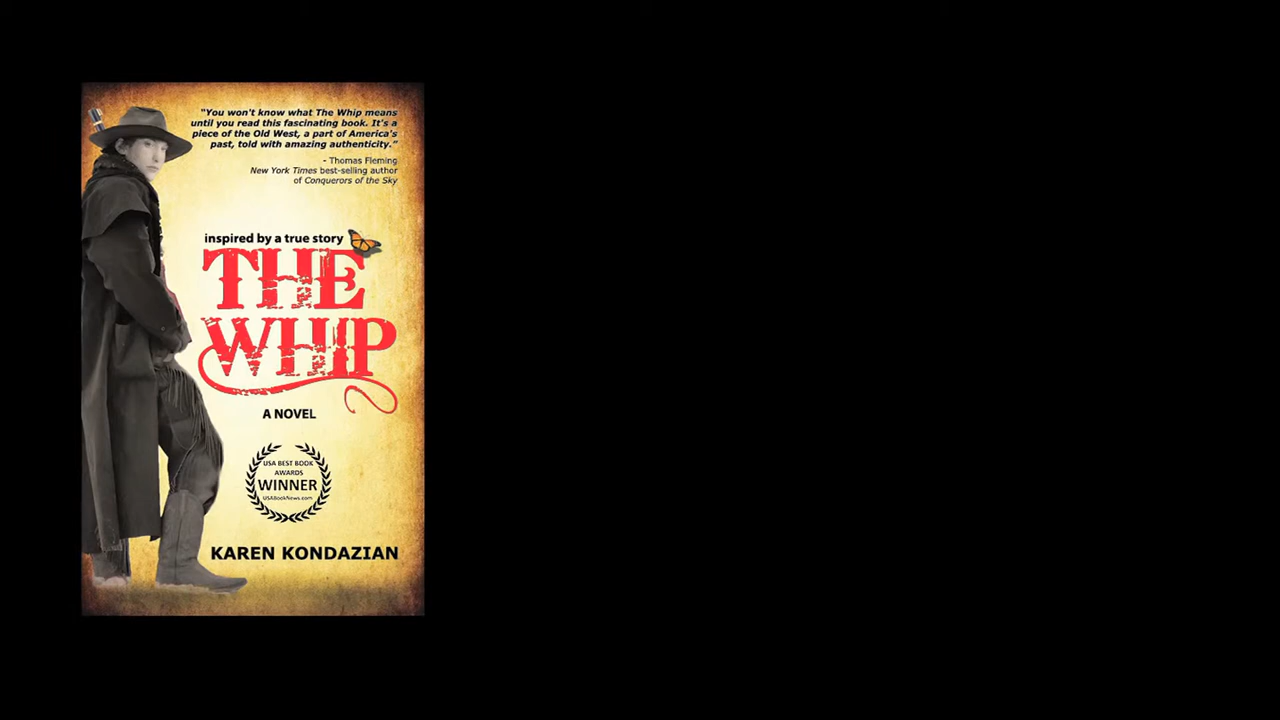 "You won't know what The Whip means
until you read this fascinating book. It's a
piece of the Old West, a part of America's
past, told with amazing authenticity."
- Thomas Fleming
New York Times best-selling author
of Conquerors of the Sky
inspired by a true story
THE
WHIP
A NOVEL
USA BEST BOOK
AWARDS
WINNER
USABookNews.com
KAREN KONDAZIAN